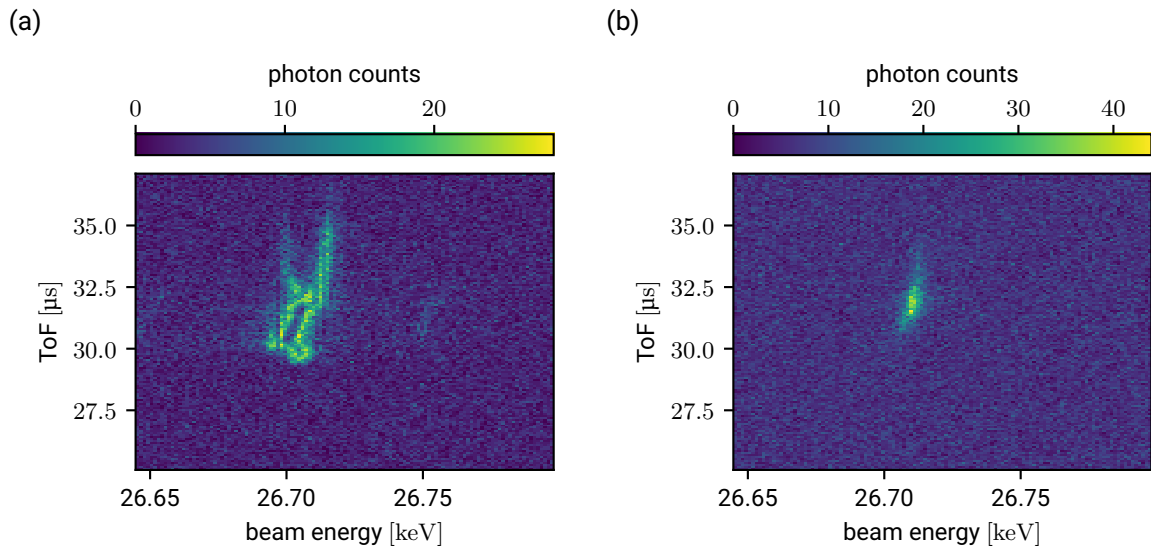 (a)
photon counts
0 10 20
ToF [µs]
35.0
32.5
30.0
27.5
26.65 26.70 26.75
beam energy [keV]
(b)
photon counts
0 10 20 30 40
ToF [µs]
35.0
32.5
30.0
27.5
26.65 26.70 26.75
beam energy [keV]